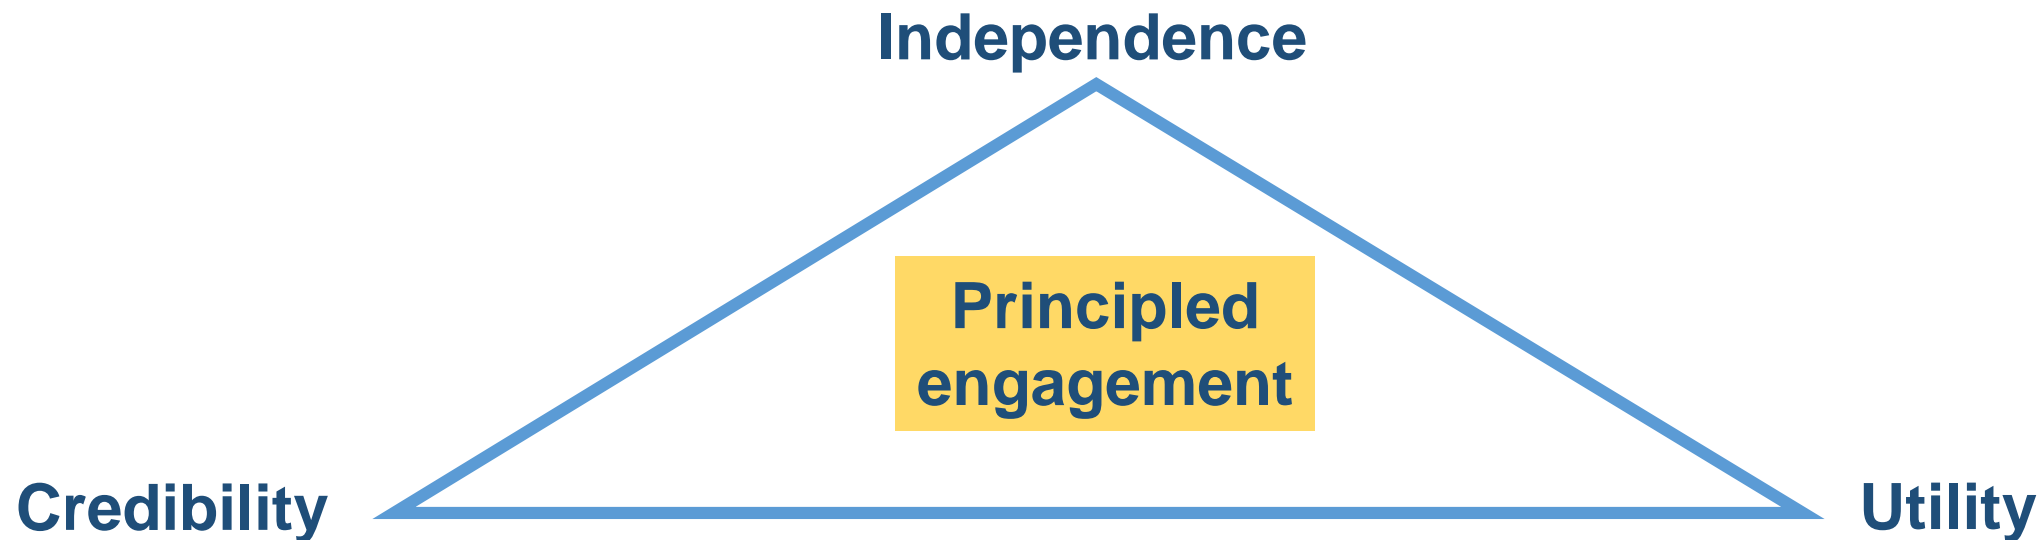 Independence
Principled
engagement
Credibility
Utility